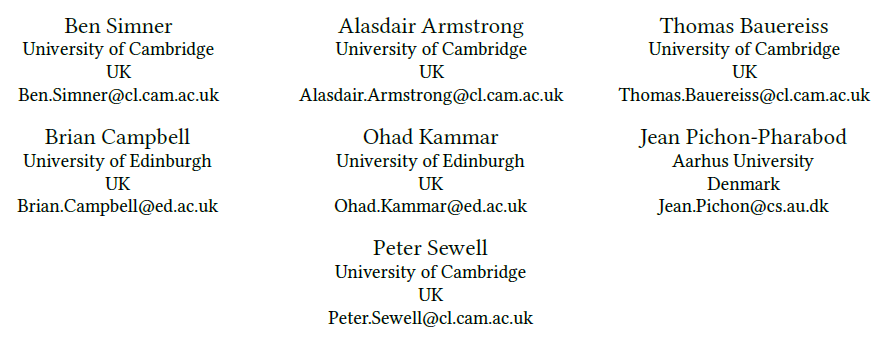 Ben Simner
University of Cambridge
UK
Ben.Simner@cl.cam.ac.uk
Alasdair Armstrong
University of Cambridge
UK
Alasdair.Armstrong@cl.cam.ac.uk
Thomas Bauereiss
University of Cambridge
UK
Thomas.Bauereiss@cl.cam.ac.uk
Brian Campbell
University of Edinburgh
UK
Brian.Campbell@ed.ac.uk
Ohad Kammar
University of Edinburgh
UK
Ohad.Kammar@ed.ac.uk
Jean Pichon-Pharabod
Aarhus University
Denmark
Jean.Pichon@cs.au.dk
Peter Sewell
University of Cambridge
UK
Peter.Sewell@cl.cam.ac.uk